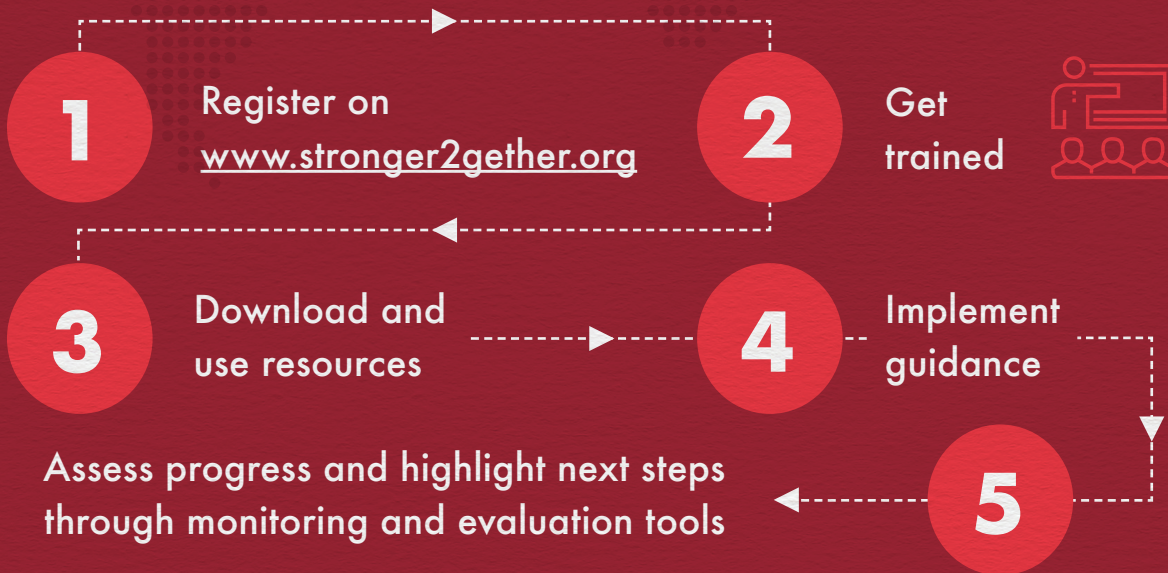 1
Register on
www.stronger2gether.org
2
Get
trained
3
Download and
use resources
4
Implement
guidance
5
Assess progress and highlight next steps
through monitoring and evaluation tools